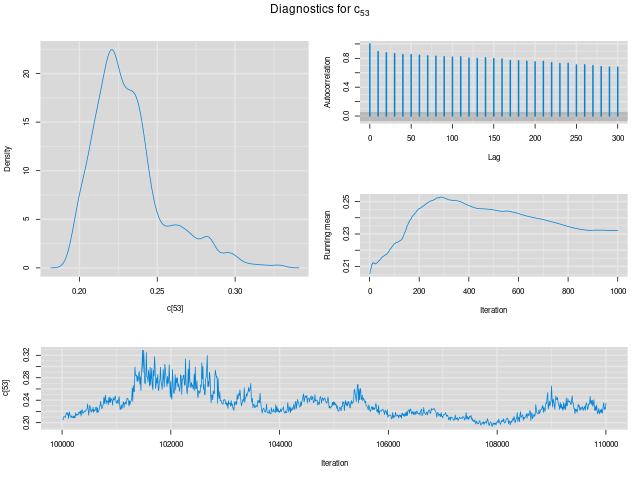 Diagnostics for c53
Density
20
15
10
5
0
0.20 0.25 0.30
c[53]
Autocorrelation
0.8
0.4
0.0
0 50 100 150 200 250 300
Lag
Running mean
0.25
0.23
0.21
0 200 400 600 800 1000
Iteration
c[53]
0.32
0.28
0.24
0.20
100000 102000 104000 106000 108000 110000
Iteration